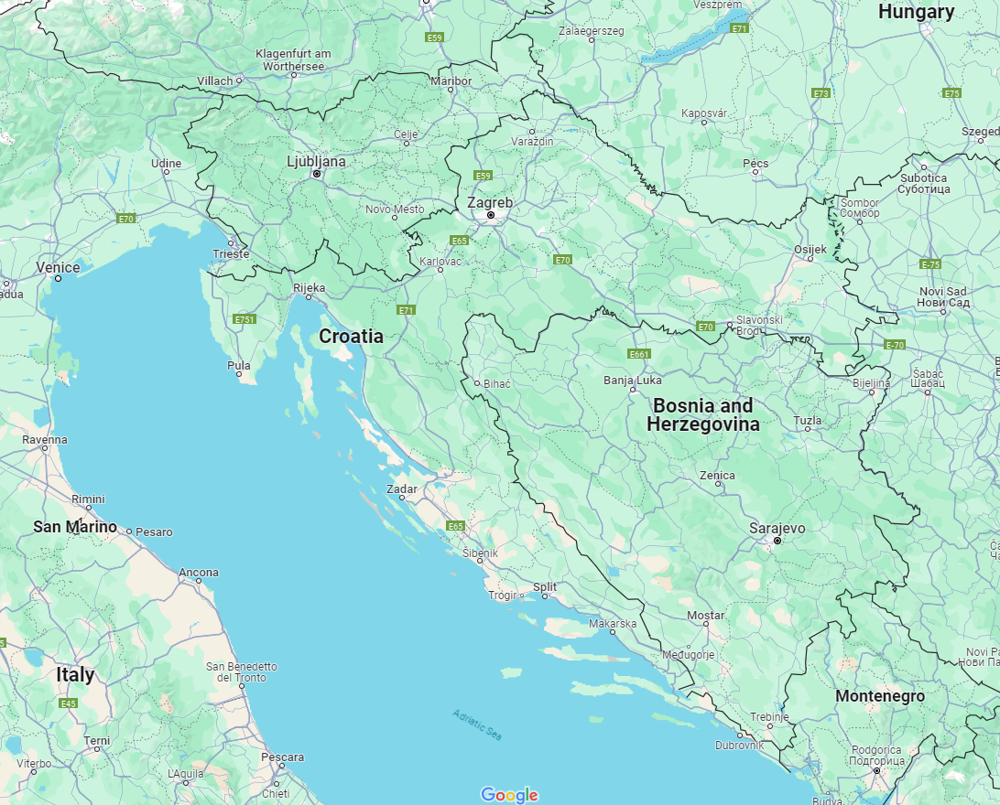 Veszprém
Hungary
E71
Zalaegerszeg
E59
Klagenfurt am
Wörthersee
Villach
Maribor
E73
E75
Kaposvár
Szeged
Celje
Varaždin
Udine
Ljubljana
Pécs
E59
Subotica
Суботица
Zagreb
Novo Mesto
Sombor
Сомбор
E70
E65
Trieste
Karlovac
E70
Osijek
E-75
Venice
adua
Rijeka
Novi Sad
Нови Сад
E71
E751
Croatia
Slavonski
Brod
E70
E-70
E661
Pula
Bihać
Banja Luka
Bijeljina
Šabac
Шабац
Bosnia and
Herzegovina
Tuzla
Ravenna
Zenica
Zadar
Rimini
San Marino
Pesaro
E65
Sarajevo
Šibenik
Ancona
Split
Trogir
Makarska
Mostar
Međugorje
San Benedetto
del Tronto
Italy
E45
Montenegro
Adriatic Sea
Trebinje
Dubrovnik
Terni
Pescara
Podgorica
Подгорица
Viterbo
L'Aquila
Chieti
Google
Budva